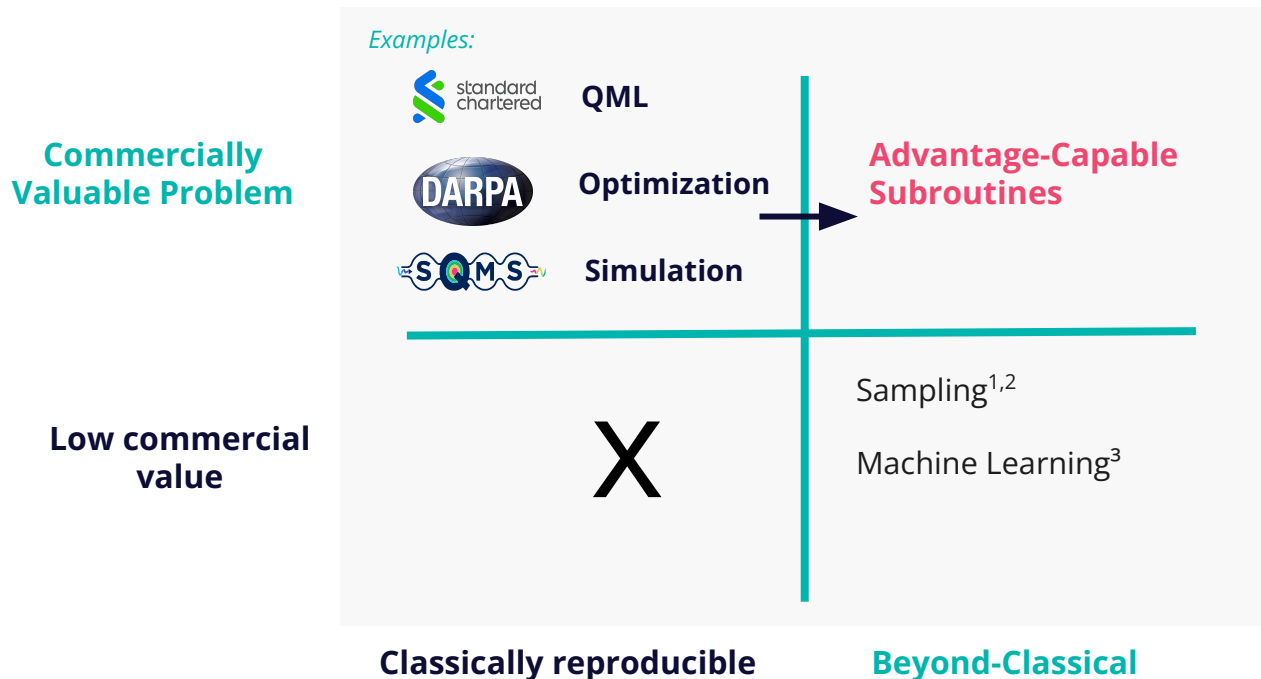 Examples:
standard
chartered
QML
Commercially
Valuable Problem
DARPA
Optimization
Advantage-Capable
Subroutines
SQMS
Simulation
Low commercial
value
X
Sampling¹,²
Machine Learning³
Classically reproducible
Beyond-Classical